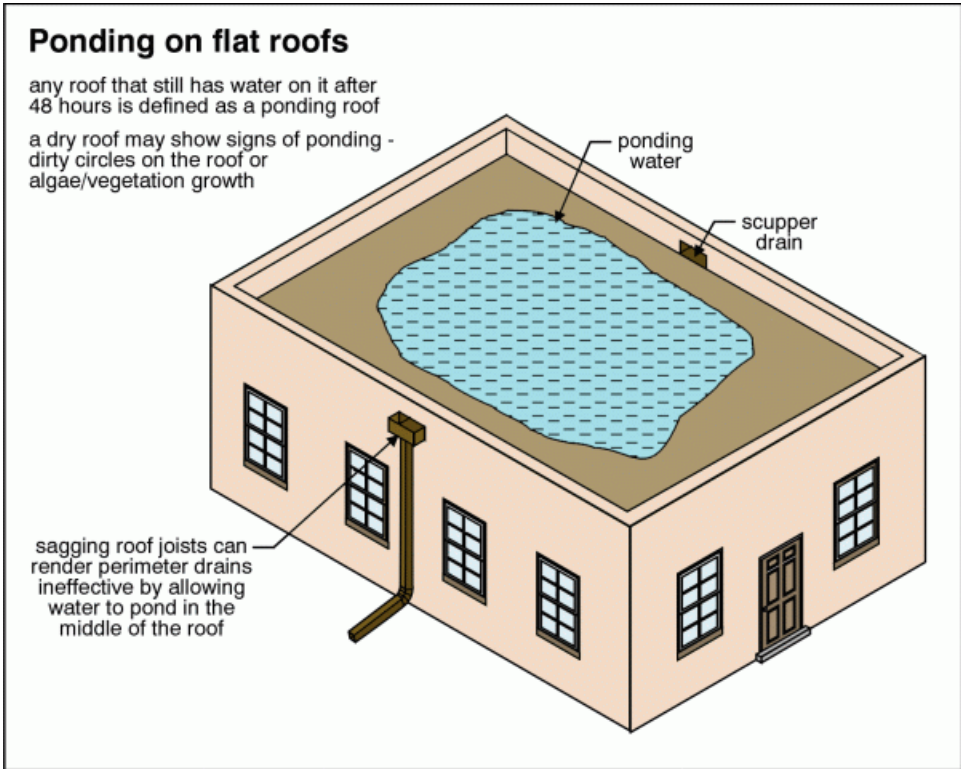 Ponding on flat roofs
any roof that still has water on it after
48 hours is defined as a ponding roof
a dry roof may show signs of ponding -
dirty circles on the roof or
algae/vegetation growth
ponding
water
scupper
drain
sagging roof joists can
render perimeter drains
ineffective by allowing
water to pond in the
middle of the roof